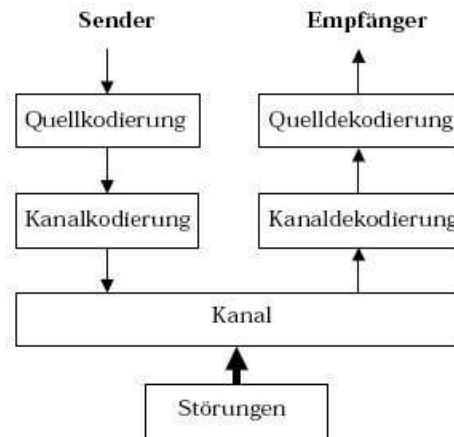 Sender Empfänger
Quellkodierung Quelldekodierung
Kanalkodierung Kanaldekodierung
Kanal
Störungen